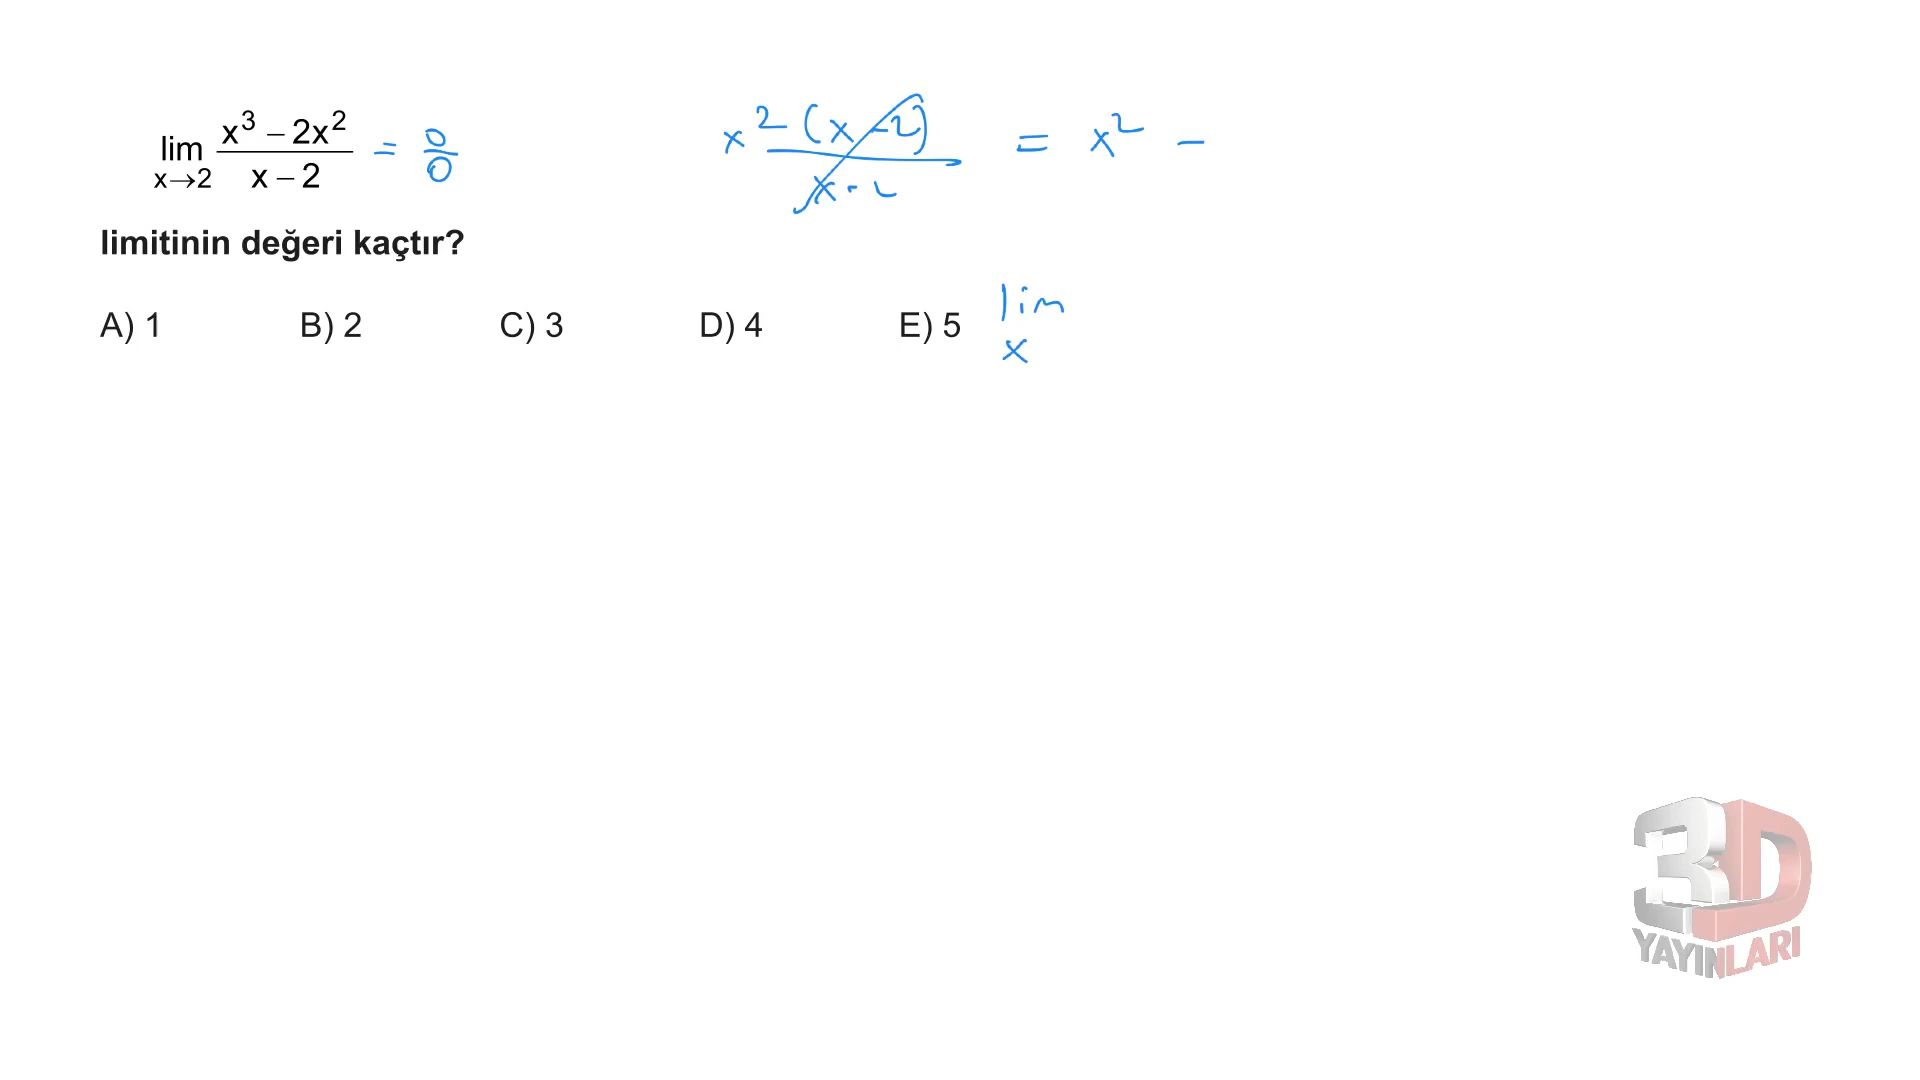 lim x→2 x³ – 2x² / x – 2 = 0/0
x² (x-2) / x-2 = x² –
limitinin değeri kaçtır?
A) 1 B) 2 C) 3 D) 4 E) 5
lim
x
3D
YAYINLARI